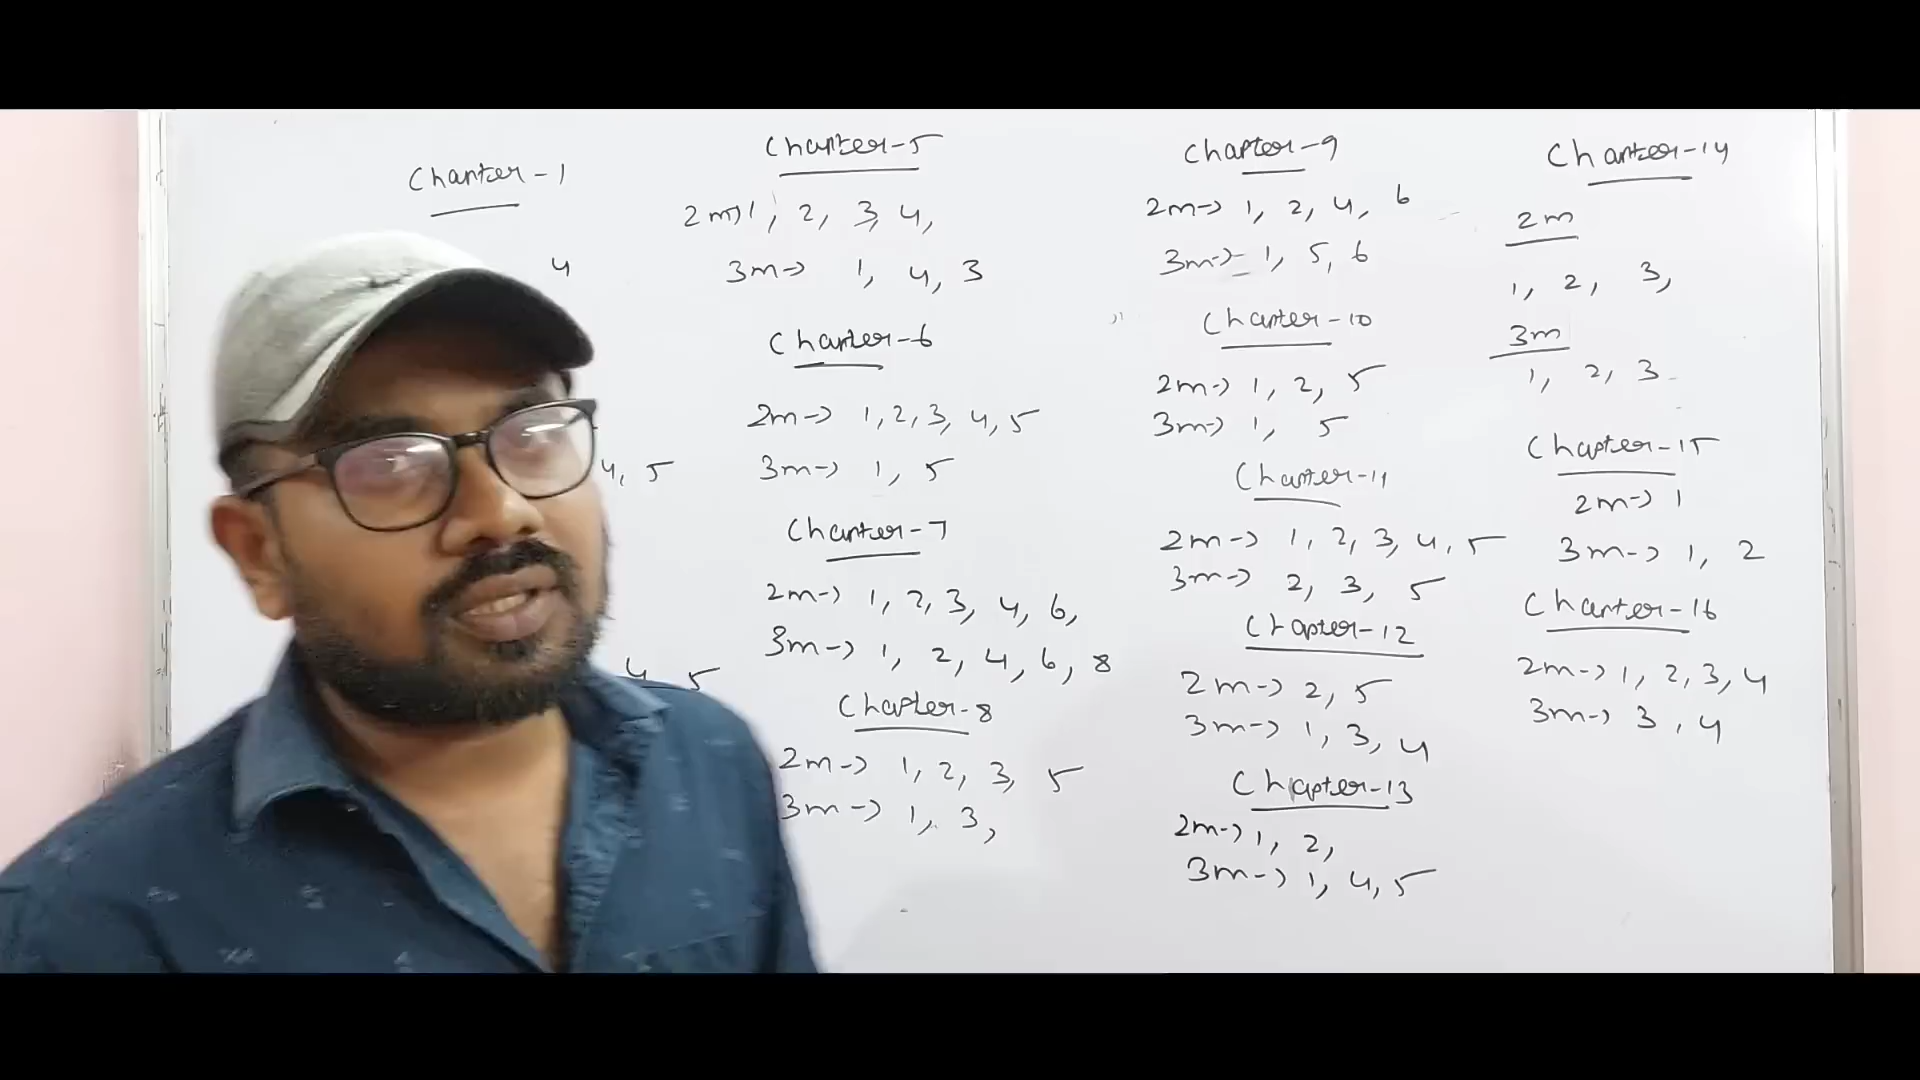 Chapter-1
4
4, 5
4 5
Chapter-5
2m→1, 2, 3, 4,
3m→ 1, 4, 3
Chapter-6
2m→ 1, 2, 3, 4, 5
3m→ 1, 5
Chapter-7
2m→ 1, 2, 3, 4, 6,
3m→ 1, 2, 4, 6, 8
Chapter-8
2m→ 1, 2, 3, 5
3m→ 1, 3,
Chapter-9
2m→ 1, 2, 4, 6
3m→ 1, 5, 6
Chapter-10
2m→ 1, 2, 5
3m→ 1, 5
Chapter-11
2m→ 1, 2, 3, 4, 5
3m→ 2, 3, 5
Chapter-12
2m→ 2, 5
3m→ 1, 3, 4
Chapter-13
2m→ 1, 2,
3m→ 1, 4, 5
Chapter-14
2m
1, 2, 3,
3m
1, 2, 3
Chapter-15
2m→ 1
3m→ 1, 2
Chapter-16
2m→ 1, 2, 3, 4
3m→ 3, 4